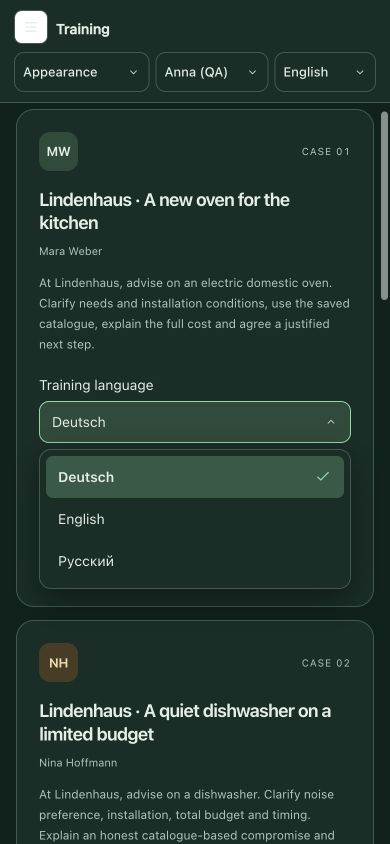 Training
Appearance
Anna (QA)
English
MW
CASE 01
Lindenhaus · A new oven for the
kitchen
Mara Weber
At Lindenhaus, advise on an electric domestic oven.
Clarify needs and installation conditions, use the saved
catalogue, explain the full cost and agree a justified
next step.
Training language
Deutsch
Deutsch
English
Русский
NH
CASE 02
Lindenhaus · A quiet dishwasher on a
limited budget
Nina Hoffmann
At Lindenhaus, advise on a dishwasher. Clarify noise
preference, installation, total budget and timing.
Explain an honest catalogue-based compromise and